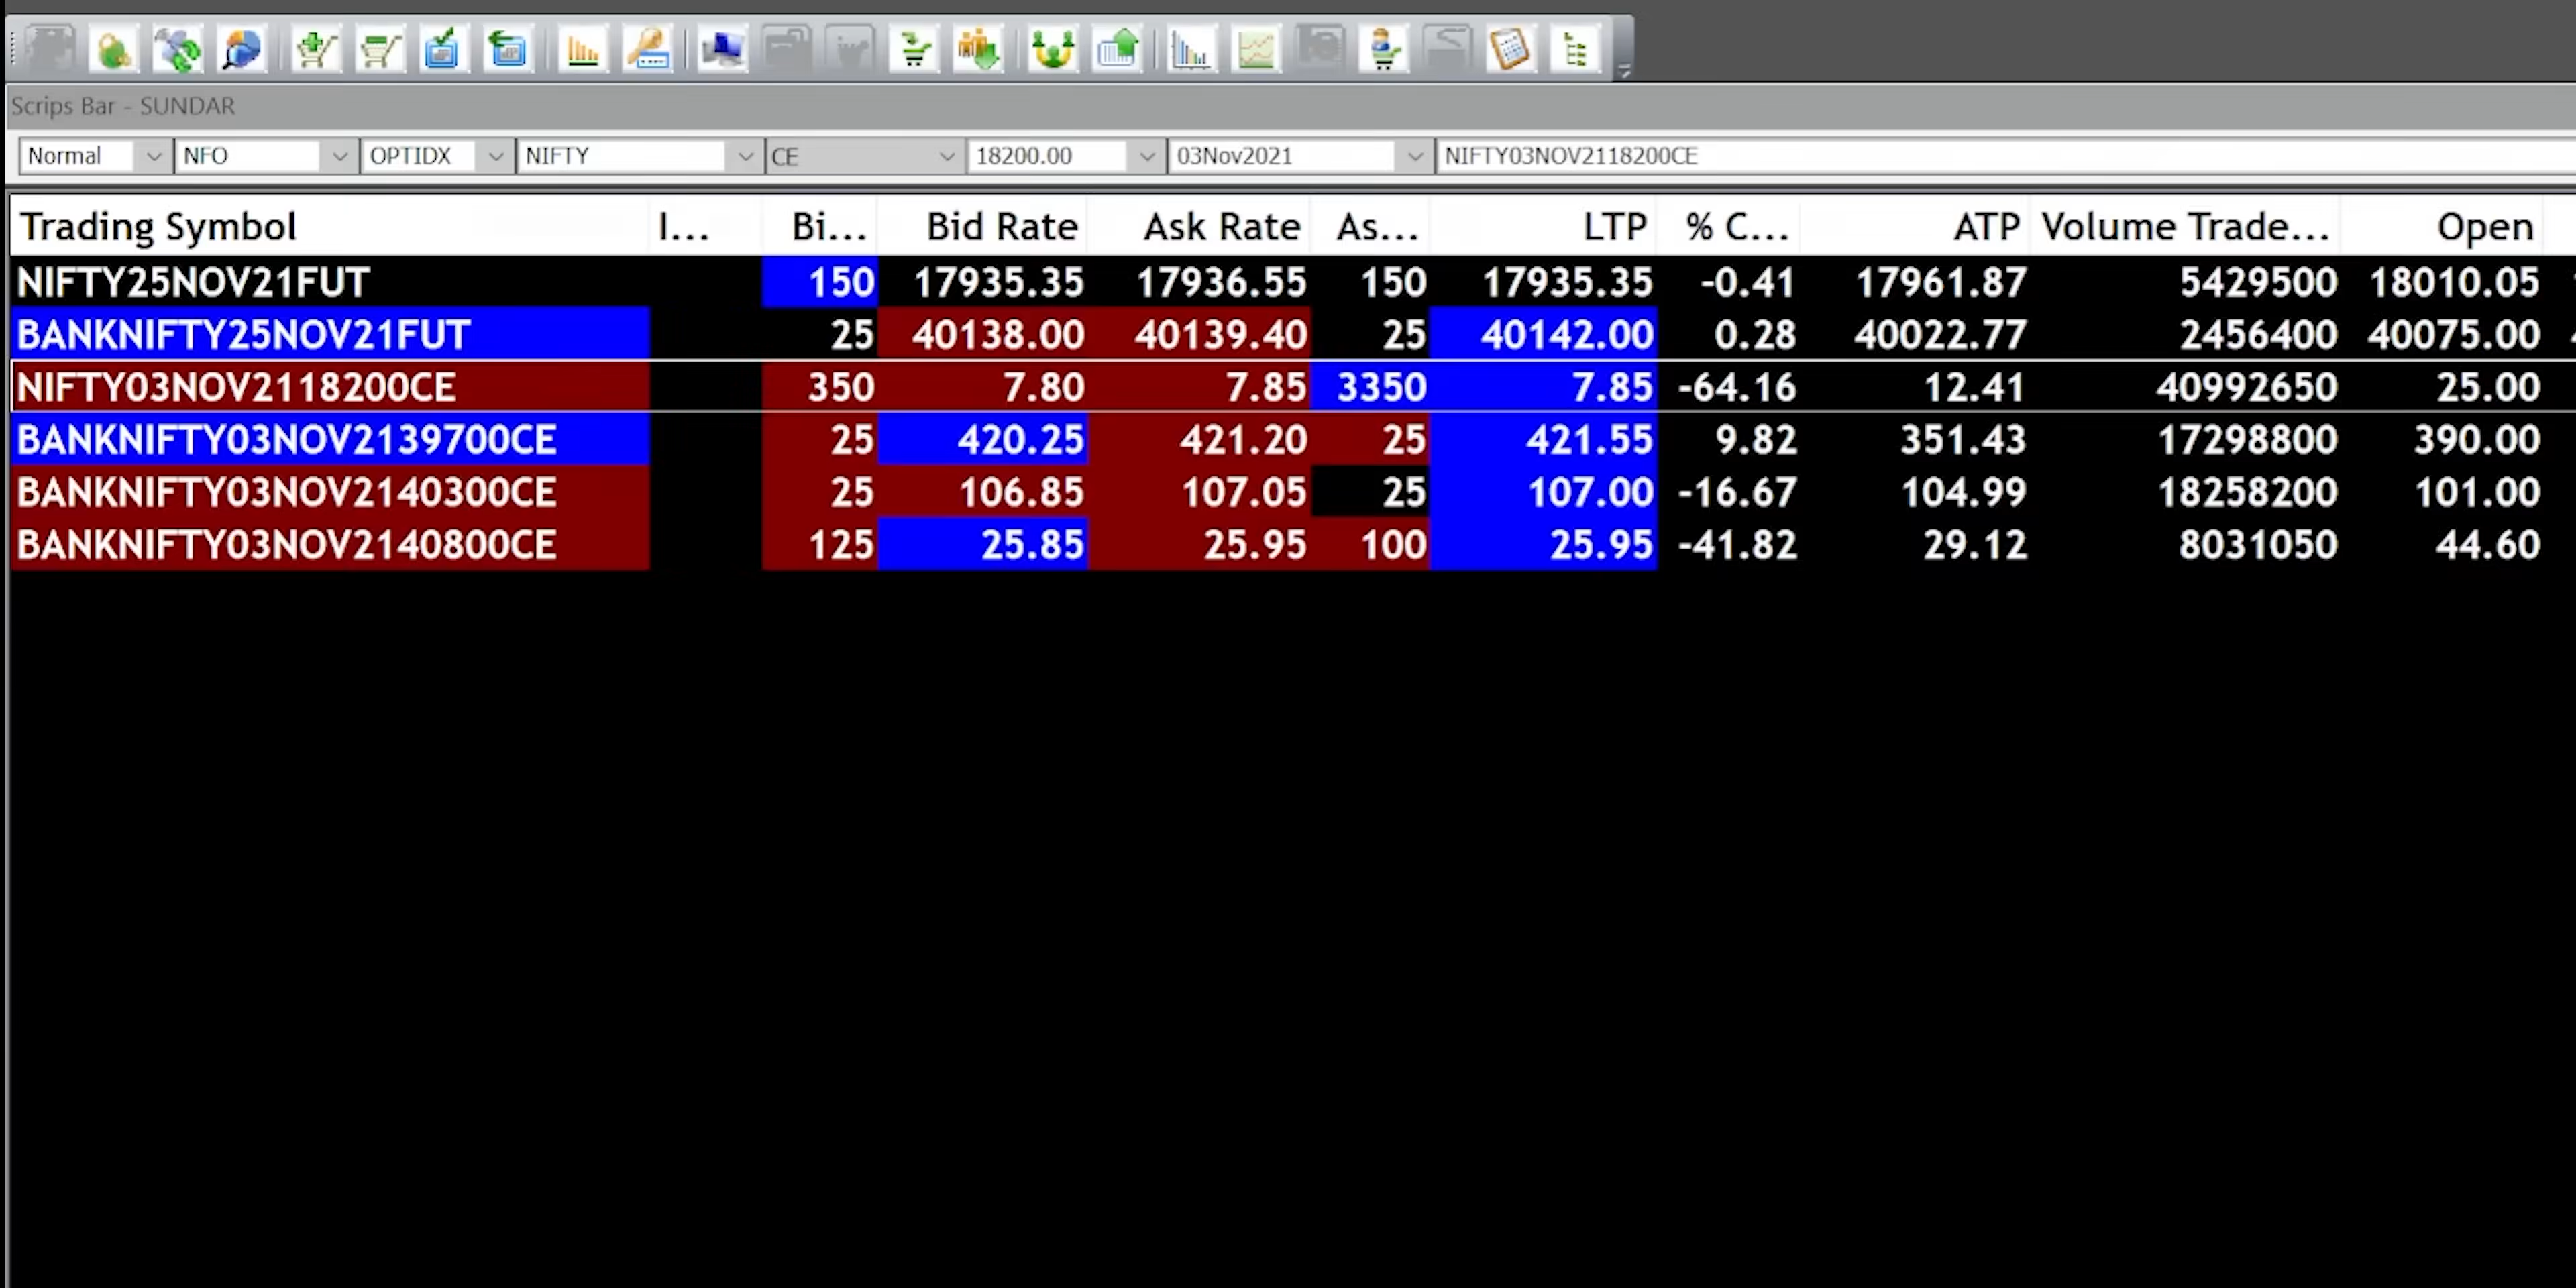 Scrips Bar - SUNDAR
Normal NFO OPTIDX NIFTY CE 18200.00 03Nov2021 NIFTY03NOV2118200CE
Trading Symbol I... Bi... Bid Rate Ask Rate As... LTP % C... ATP Volume Trade... Open
NIFTY25NOV21FUT 150 17935.35 17936.55 150 17935.35 -0.41 17961.87 5429500 18010.05
BANKNIFTY25NOV21FUT 25 40138.00 40139.40 25 40142.00 0.28 40022.77 2456400 40075.00
NIFTY03NOV2118200CE 350 7.80 7.85 3350 7.85 -64.16 12.41 40992650 25.00
BANKNIFTY03NOV2139700CE 25 420.25 421.20 25 421.55 9.82 351.43 17298800 390.00
BANKNIFTY03NOV2140300CE 25 106.85 107.05 25 107.00 -16.67 104.99 18258200 101.00
BANKNIFTY03NOV2140800CE 125 25.85 25.95 100 25.95 -41.82 29.12 8031050 44.60